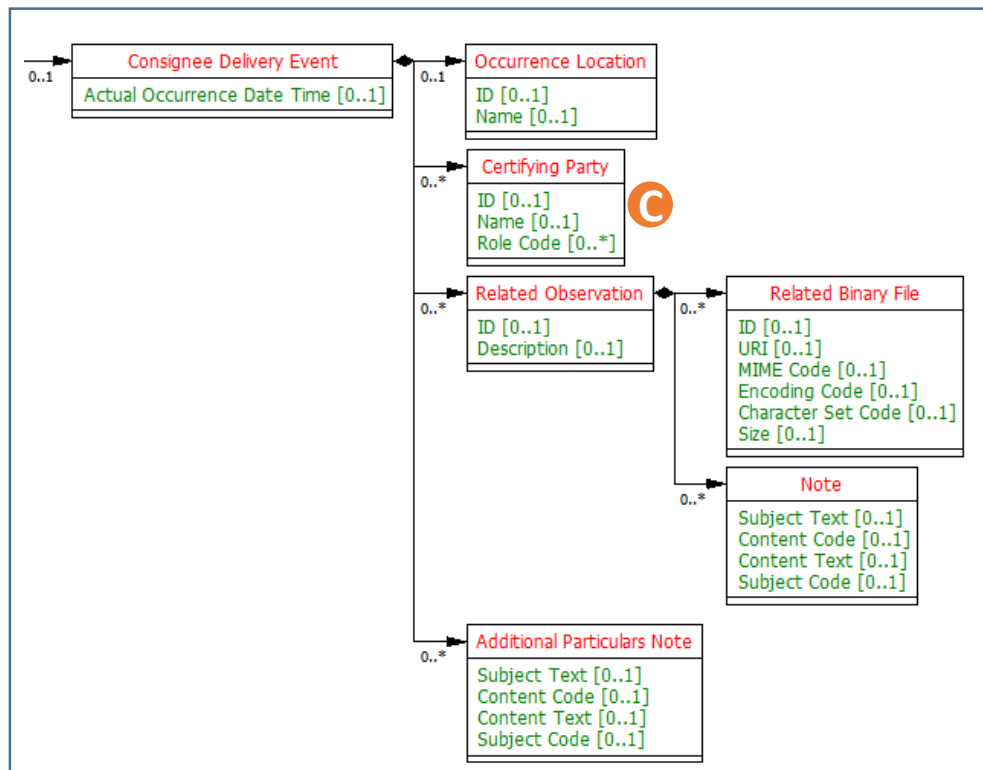 Consignee Delivery Event
0..1
Actual Occurrence Date Time [0..1]
Occurrence Location
0..1
ID [0..1]
Name [0..1]
Certifying Party
0..*
ID [0..1]
Name [0..1]
Role Code [0..*]
C
Related Observation
0..*
ID [0..1]
Description [0..1]
Related Binary File
0..*
ID [0..1]
URI [0..1]
MIME Code [0..1]
Encoding Code [0..1]
Character Set Code [0..1]
Size [0..1]
Note
0..*
Subject Text [0..1]
Content Code [0..1]
Content Text [0..1]
Subject Code [0..1]
Additional Particulars Note
0..*
Subject Text [0..1]
Content Code [0..1]
Content Text [0..1]
Subject Code [0..1]